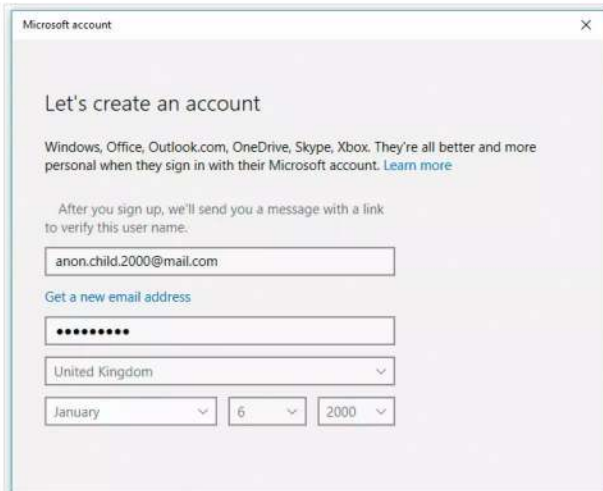 Microsoft account
Let's create an account
Windows, Office, Outlook.com, OneDrive, Skype, Xbox. They're all better and more
personal when they sign in with their Microsoft account. Learn more
After you sign up, we'll send you a message with a link
to verify this user name.
anon.child.2000@mail.com
Get a new email address
•••••••••
United Kingdom
January 6 2000